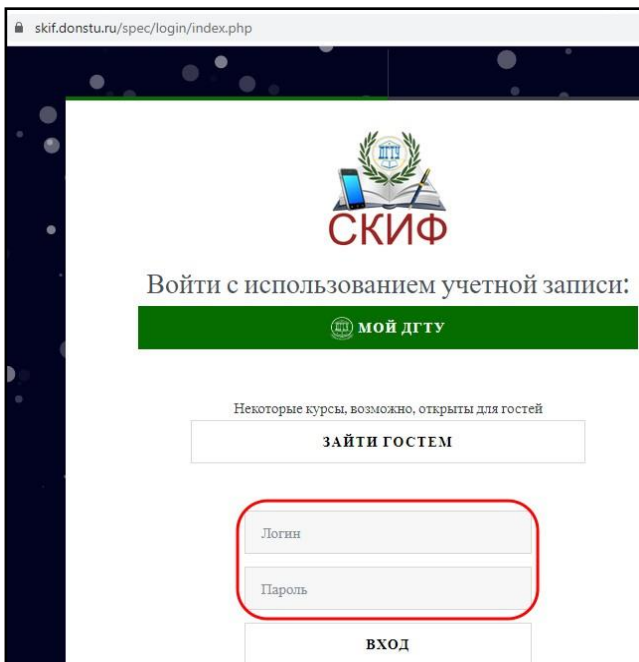 skif.donstu.ru/spec/login/index.php
ДГТУ
СКИФ
Войти с использованием учетной записи:
МОЙ ДГТУ
Некоторые курсы, возможно, открыты для гостей
ЗАЙТИ ГОСТЕМ
Логин
Пароль
ВХОД